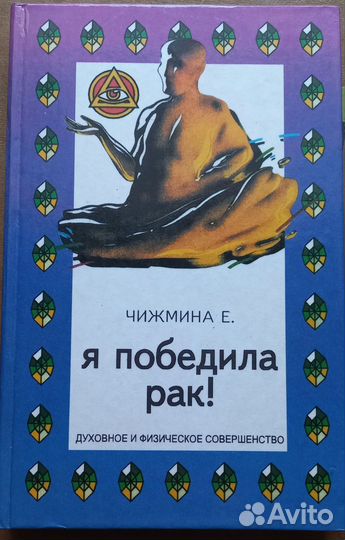 ЧИЖМИНА Е.
я победила
рак!
ДУХОВНОЕ И ФИЗИЧЕСКОЕ СОВЕРШЕНСТВО
Avito